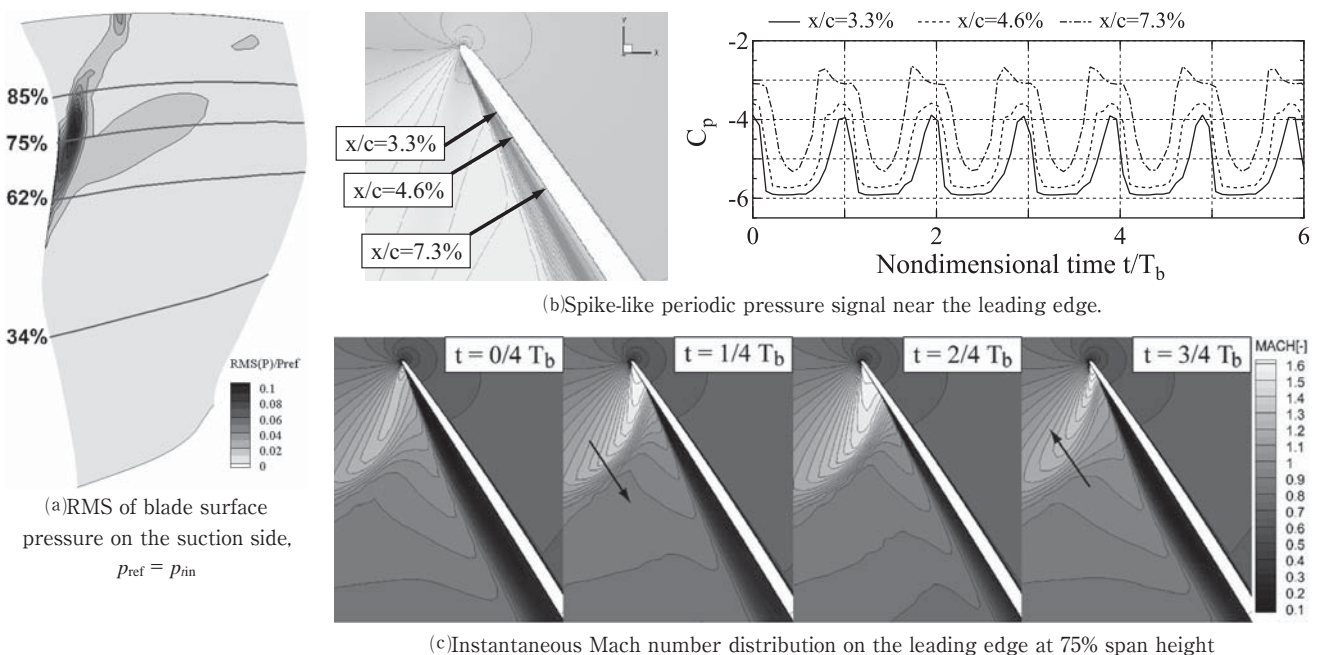 85%
75%
62%
34%
RMS(P)/Pref
0.1
0.08
0.06
0.04
0.02
0
(a)RMS of blade surface
pressure on the suction side,
pref = ptin
Y
X
x/c=3.3%
x/c=4.6%
x/c=7.3%
x/c=3.3% x/c=4.6% x/c=7.3%
-2
-4
-6
Cp
0 2 4 6
Nondimensional time t/Tb
(b)Spike-like periodic pressure signal near the leading edge.
t = 0/4 Tb
t = 1/4 Tb
t = 2/4 Tb
t = 3/4 Tb
MACH[-]
1.6
1.5
1.4
1.3
1.2
1.1
1
0.9
0.8
0.7
0.6
0.5
0.4
0.3
0.2
0.1
(c)Instantaneous Mach number distribution on the leading edge at 75% span height